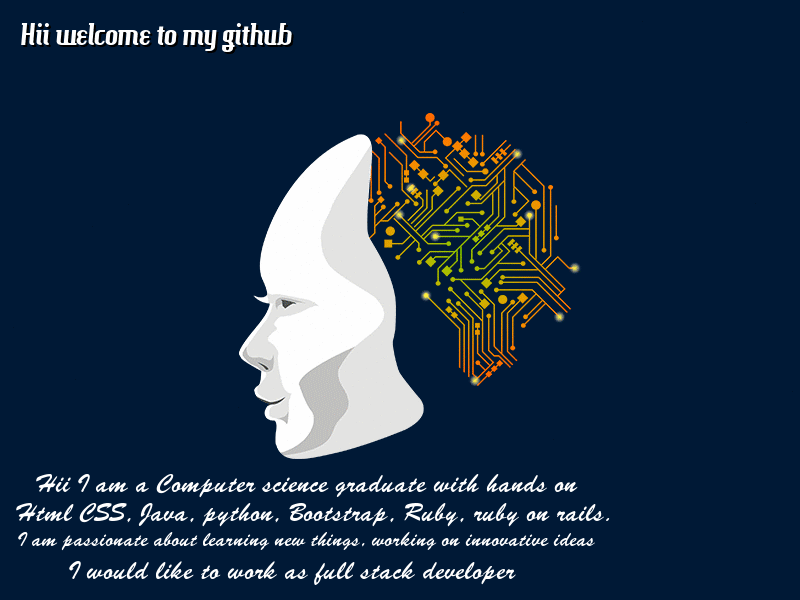 Hii welcome to my github
Hii I am a Computer science graduate with hands on
Html CSS, Java, python, Bootstrap, Ruby, ruby on rails.
I am passionate about learning new things, working on innovative ideas
I would like to work as full stack developer